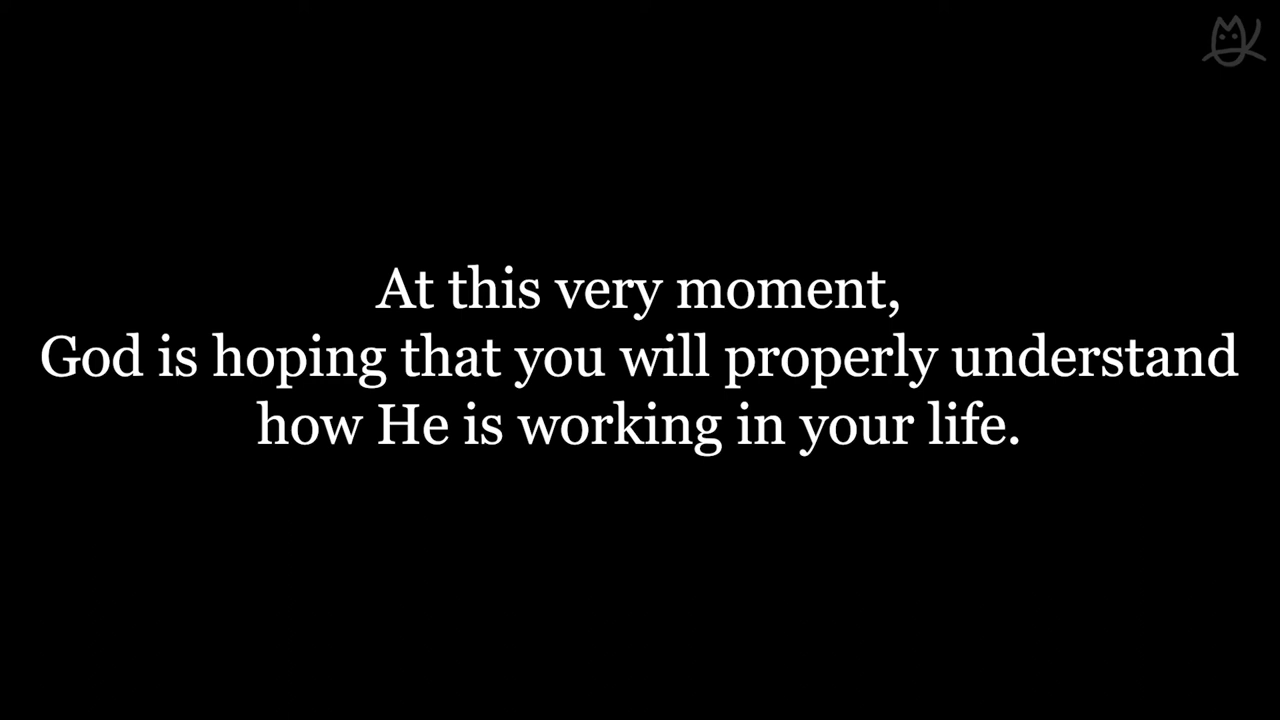 At this very moment,
God is hoping that you will properly understand
how He is working in your life.